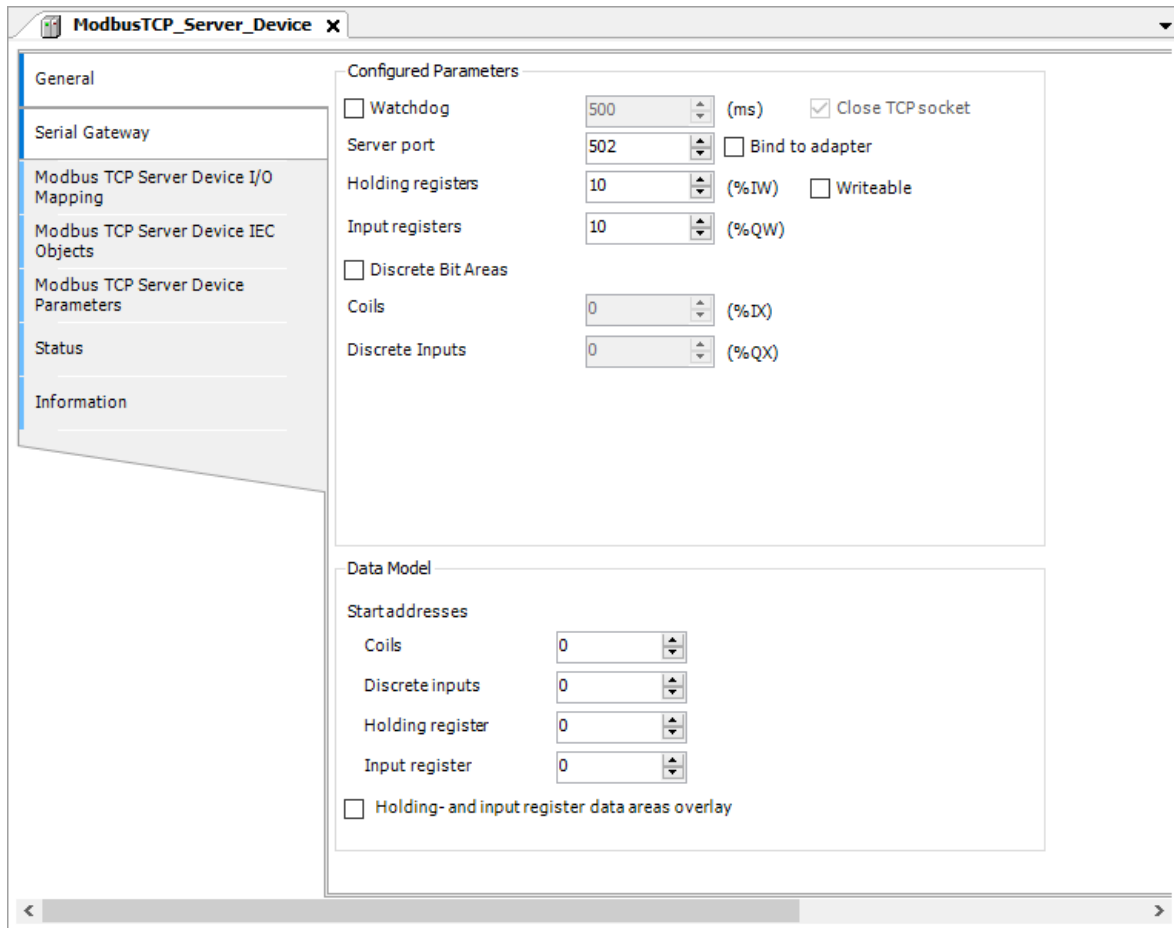 ModbusTCP_Server_Device
General
Serial Gateway
Modbus TCP Server Device I/O
Mapping
Modbus TCP Server Device IEC
Objects
Modbus TCP Server Device
Parameters
Status
Information
Configured Parameters
Watchdog 500 (ms) Close TCP socket
Server port 502 Bind to adapter
Holding registers 10 (%IW) Writeable
Input registers 10 (%QW)
Discrete Bit Areas
Coils 0 (%IX)
Discrete Inputs 0 (%QX)
Data Model
Start addresses
Coils 0
Discrete inputs 0
Holding register 0
Input register 0
Holding- and input register data areas overlay